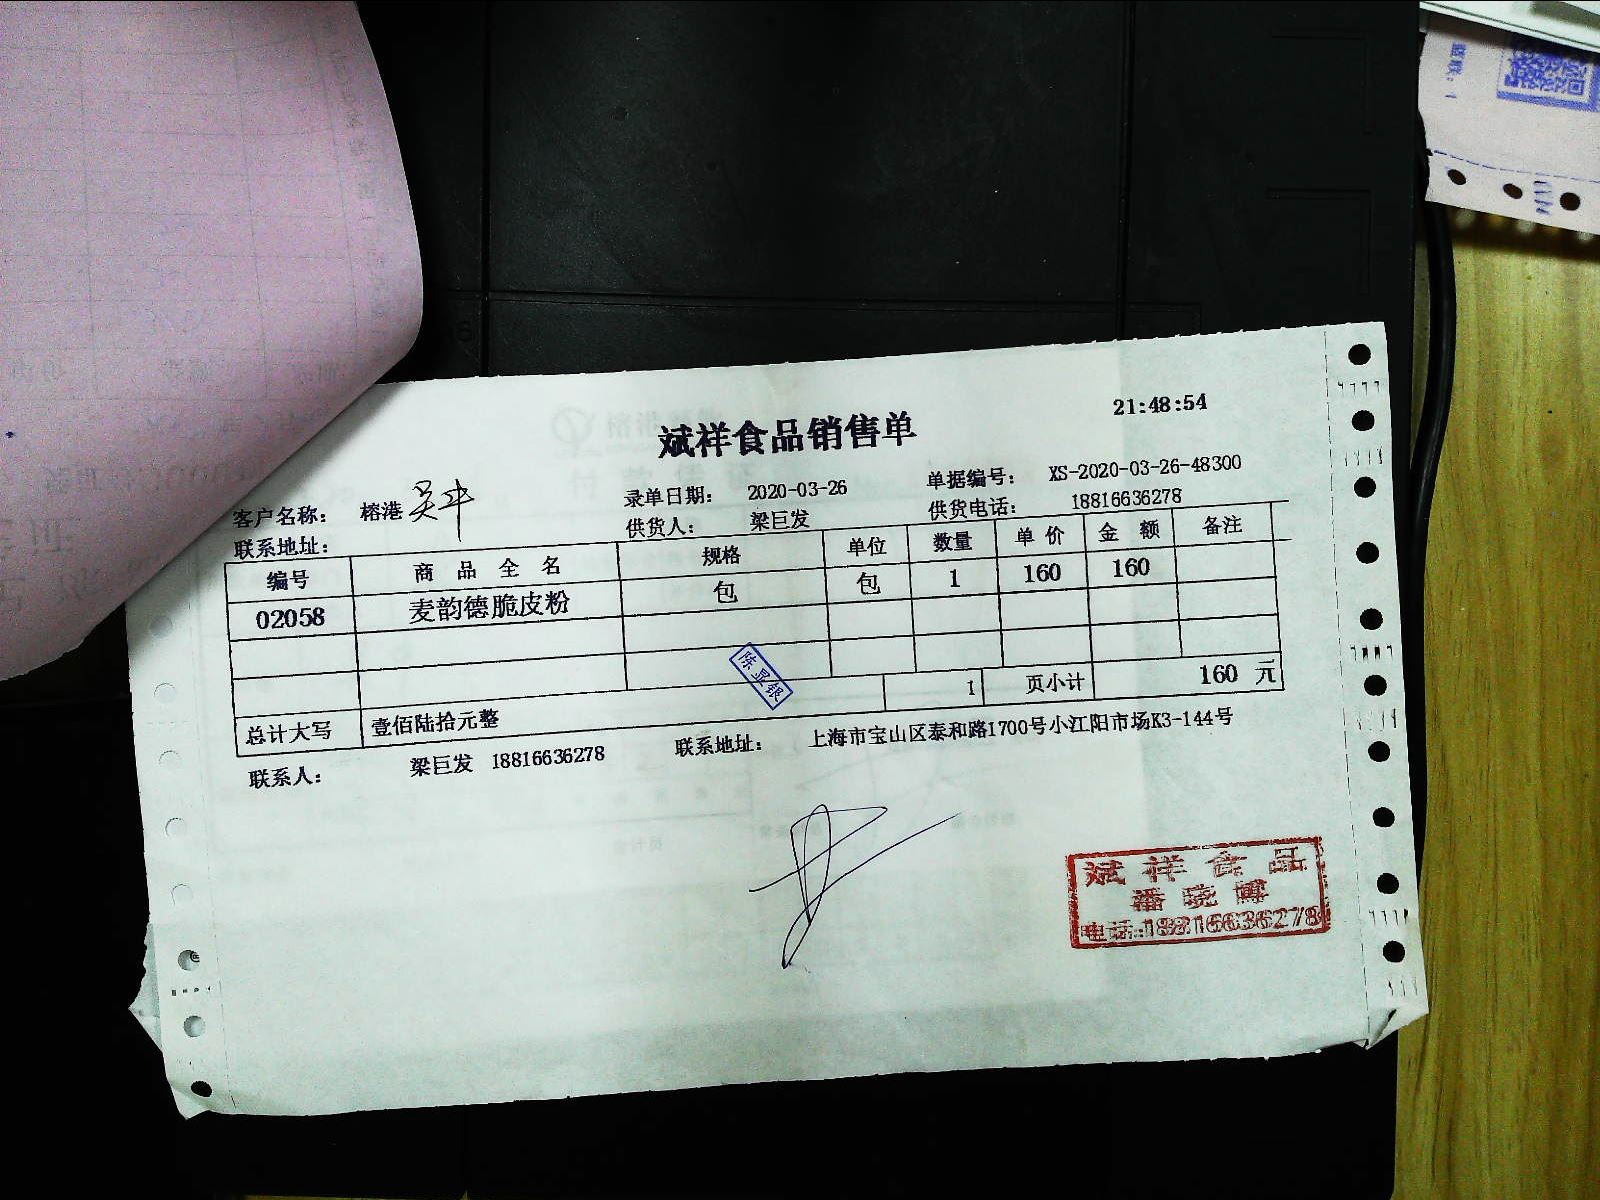 21:48:54
斌祥食品销售单
客户名称： 榕港 录单日期： 2020-03-26 单据编号： XS-2020-03-26-48300
联系地址： 供货人： 梁巨发 供货电话： 18816636278
编号 商品全名 规格 单位 数量 单价 金额 备注
02058 麦韵德脆皮粉 包 包 1 160 160
陈显银
1 页小计 160 元
总计大写 壹佰陆拾元整
联系人： 梁巨发 18816636278 联系地址： 上海市宝山区泰和路1700号小江阳市场K3-144号
斌祥食品
潘晓博
电话:18816636278